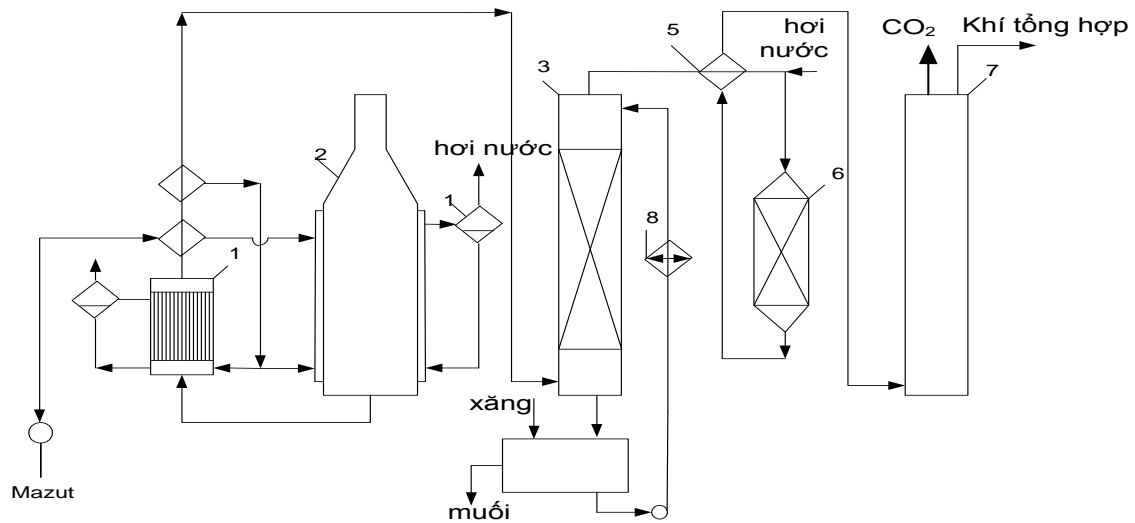 CO₂
Khí tổng hợp
hơi
nước
5
3
7
2
hơi nước
1
6
8
1
xăng
muối
Mazut